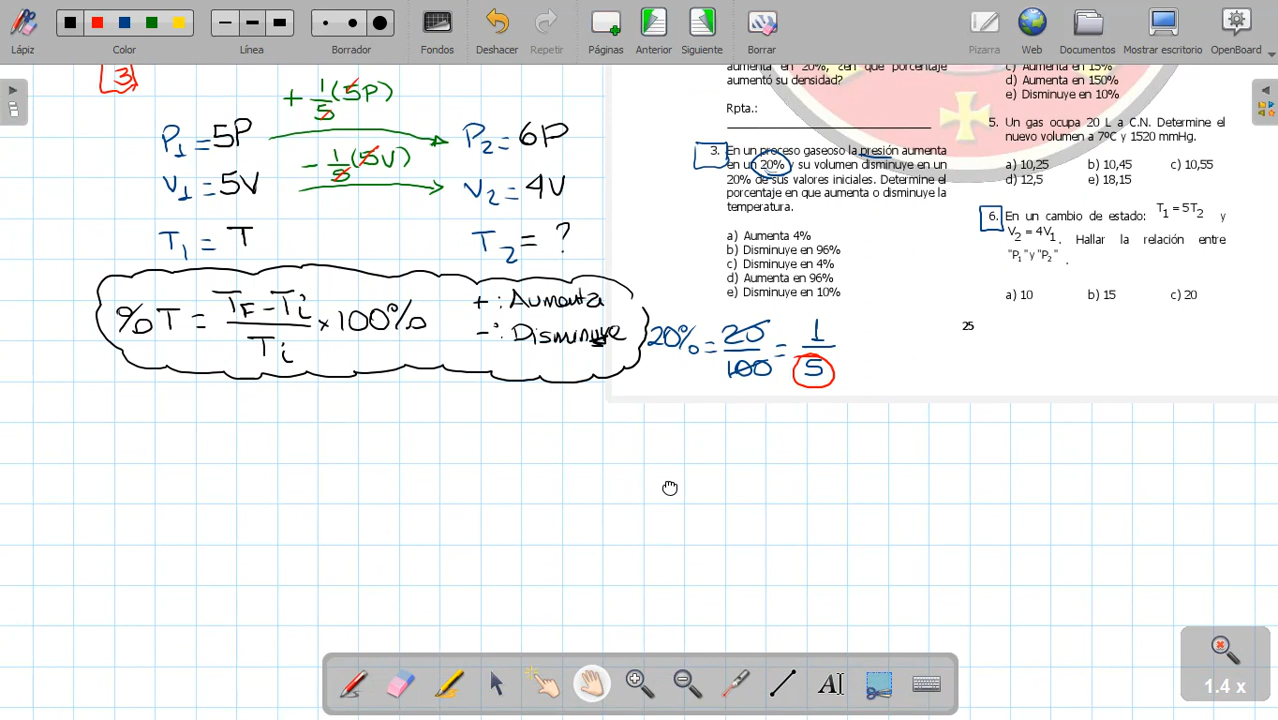 Lápiz
Color
Línea
Borrador
Fondos
Deshacer
Repetir
Páginas
Anterior
Siguiente
Borrar
Pizarra
Web
Documentos
Mostrar escritorio
OpenBoard
3
+ 1/5 (5P)
P1 = 5P
P2 = 6P
- 1/5 (5V)
V1 = 5V
V2 = 4V
T1 = T
T2 = ?
%T = TF - Ti / Ti × 100%
+ : Aumenta
- : Disminuye
aumenta en 20%, ¿en que porcentaje
aumentó su densidad?
Rpta.:
3. En un proceso gaseoso la presión aumenta
en un 20% y su volumen disminuye en un
20% de sus valores iniciales. Determine el
porcentaje en que aumenta o disminuye la
temperatura.
a) Aumenta 4%
b) Disminuye en 96%
c) Disminuye en 4%
d) Aumenta en 96%
e) Disminuye en 10%
20% = 20/100 = 1/5
c) Aumenta en 15%
d) Aumenta en 150%
e) Disminuye en 10%
5. Un gas ocupa 20 L a C.N. Determine el
nuevo volumen a 7ºC y 1520 mmHg.
a) 10,25 b) 10,45 c) 10,55
d) 12,5 e) 18,15
6. En un cambio de estado: T1 = 5T2 y
V2 = 4V1. Hallar la relación entre
"P1" y "P2" .
a) 10 b) 15 c) 20
25
1.4 x